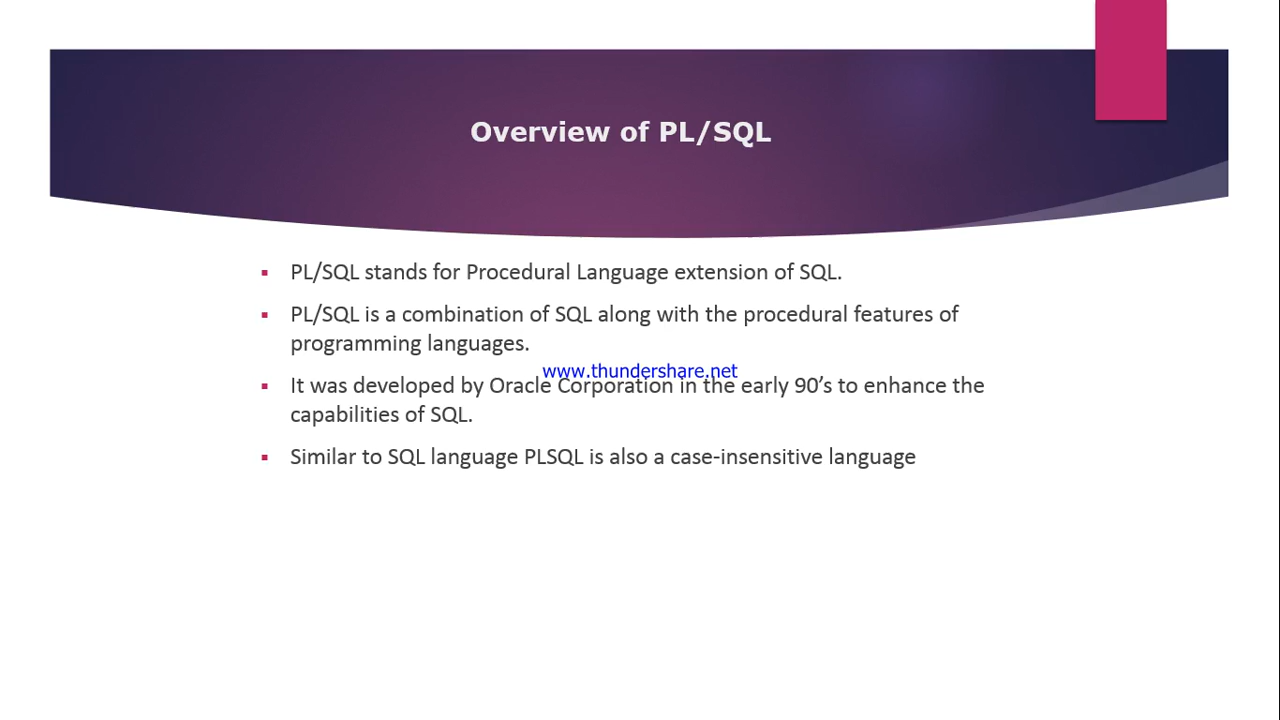 Overview of PL/SQL
▪ PL/SQL stands for Procedural Language extension of SQL.
▪ PL/SQL is a combination of SQL along with the procedural features of
programming languages.
www.thundershare.net
▪ It was developed by Oracle Corporation in the early 90’s to enhance the
capabilities of SQL.
▪ Similar to SQL language PLSQL is also a case-insensitive language